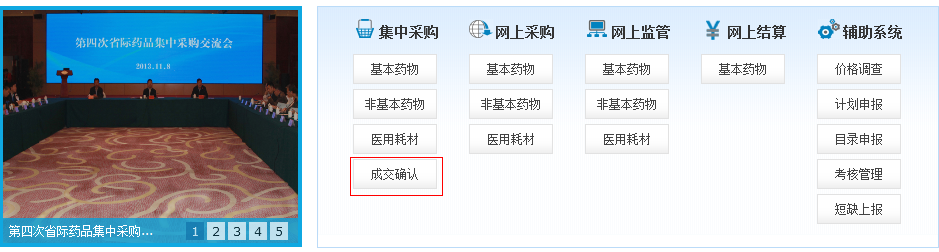 第四次省际药品集中采购交流会
2013.11.8
第四次省际药品集中采购... 1 2 3 4 5
集中采购 网上采购 网上监管 网上结算 辅助系统
基本药物 基本药物 基本药物 基本药物 价格调查
非基本药物 非基本药物 非基本药物 计划申报
医用耗材 医用耗材 医用耗材 目录申报
成交确认 考核管理
短缺上报